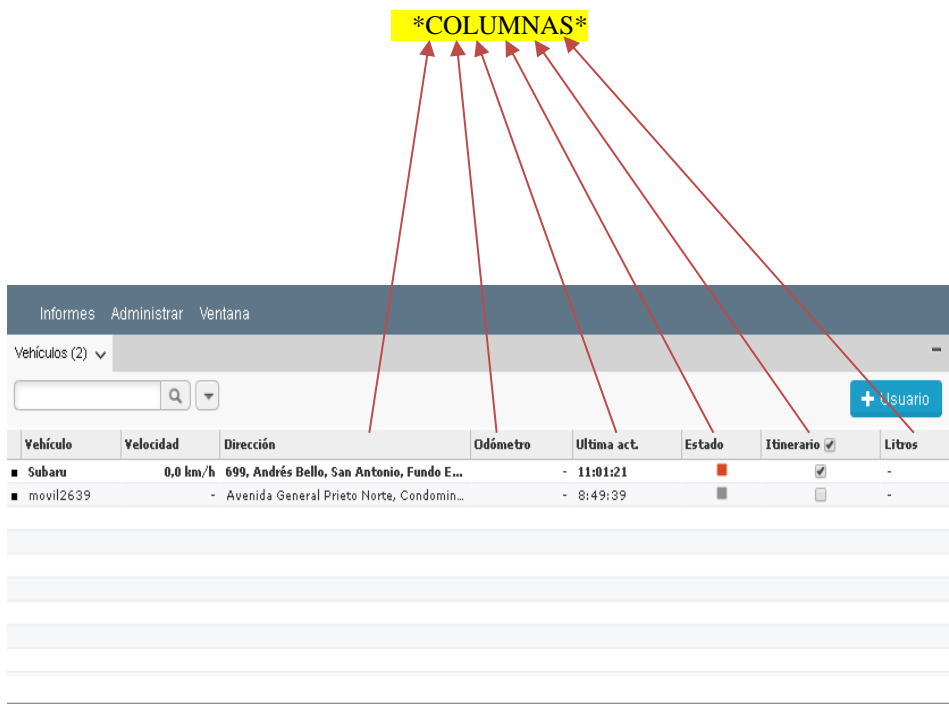 *COLUMNAS*
Informes Administrar Ventana
Vehículos (2)
+ Usuario
Vehículo Velocidad Dirección Odómetro Ultima act. Estado Itinerario Litros
Subaru 0,0 km/h 699, Andrés Bello, San Antonio, Fundo E... - 11:01:21 -
movil2639 - Avenida General Prieto Norte, Condomin... - 8:49:39 -